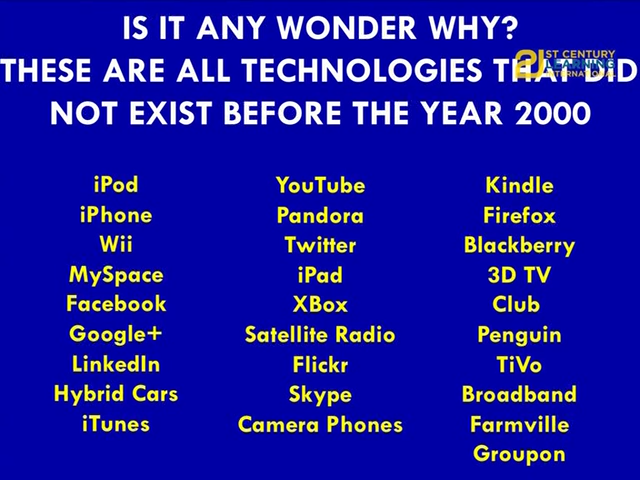 IS IT ANY WONDER WHY?
THESE ARE ALL TECHNOLOGIES THAT DID
NOT EXIST BEFORE THE YEAR 2000
21ST CENTURY
LEARNING
INTERNATIONAL
iPod
iPhone
Wii
MySpace
Facebook
Google+
LinkedIn
Hybrid Cars
iTunes
YouTube
Pandora
Twitter
iPad
XBox
Satellite Radio
Flickr
Skype
Camera Phones
Kindle
Firefox
Blackberry
3D TV
Club
Penguin
TiVo
Broadband
Farmville
Groupon